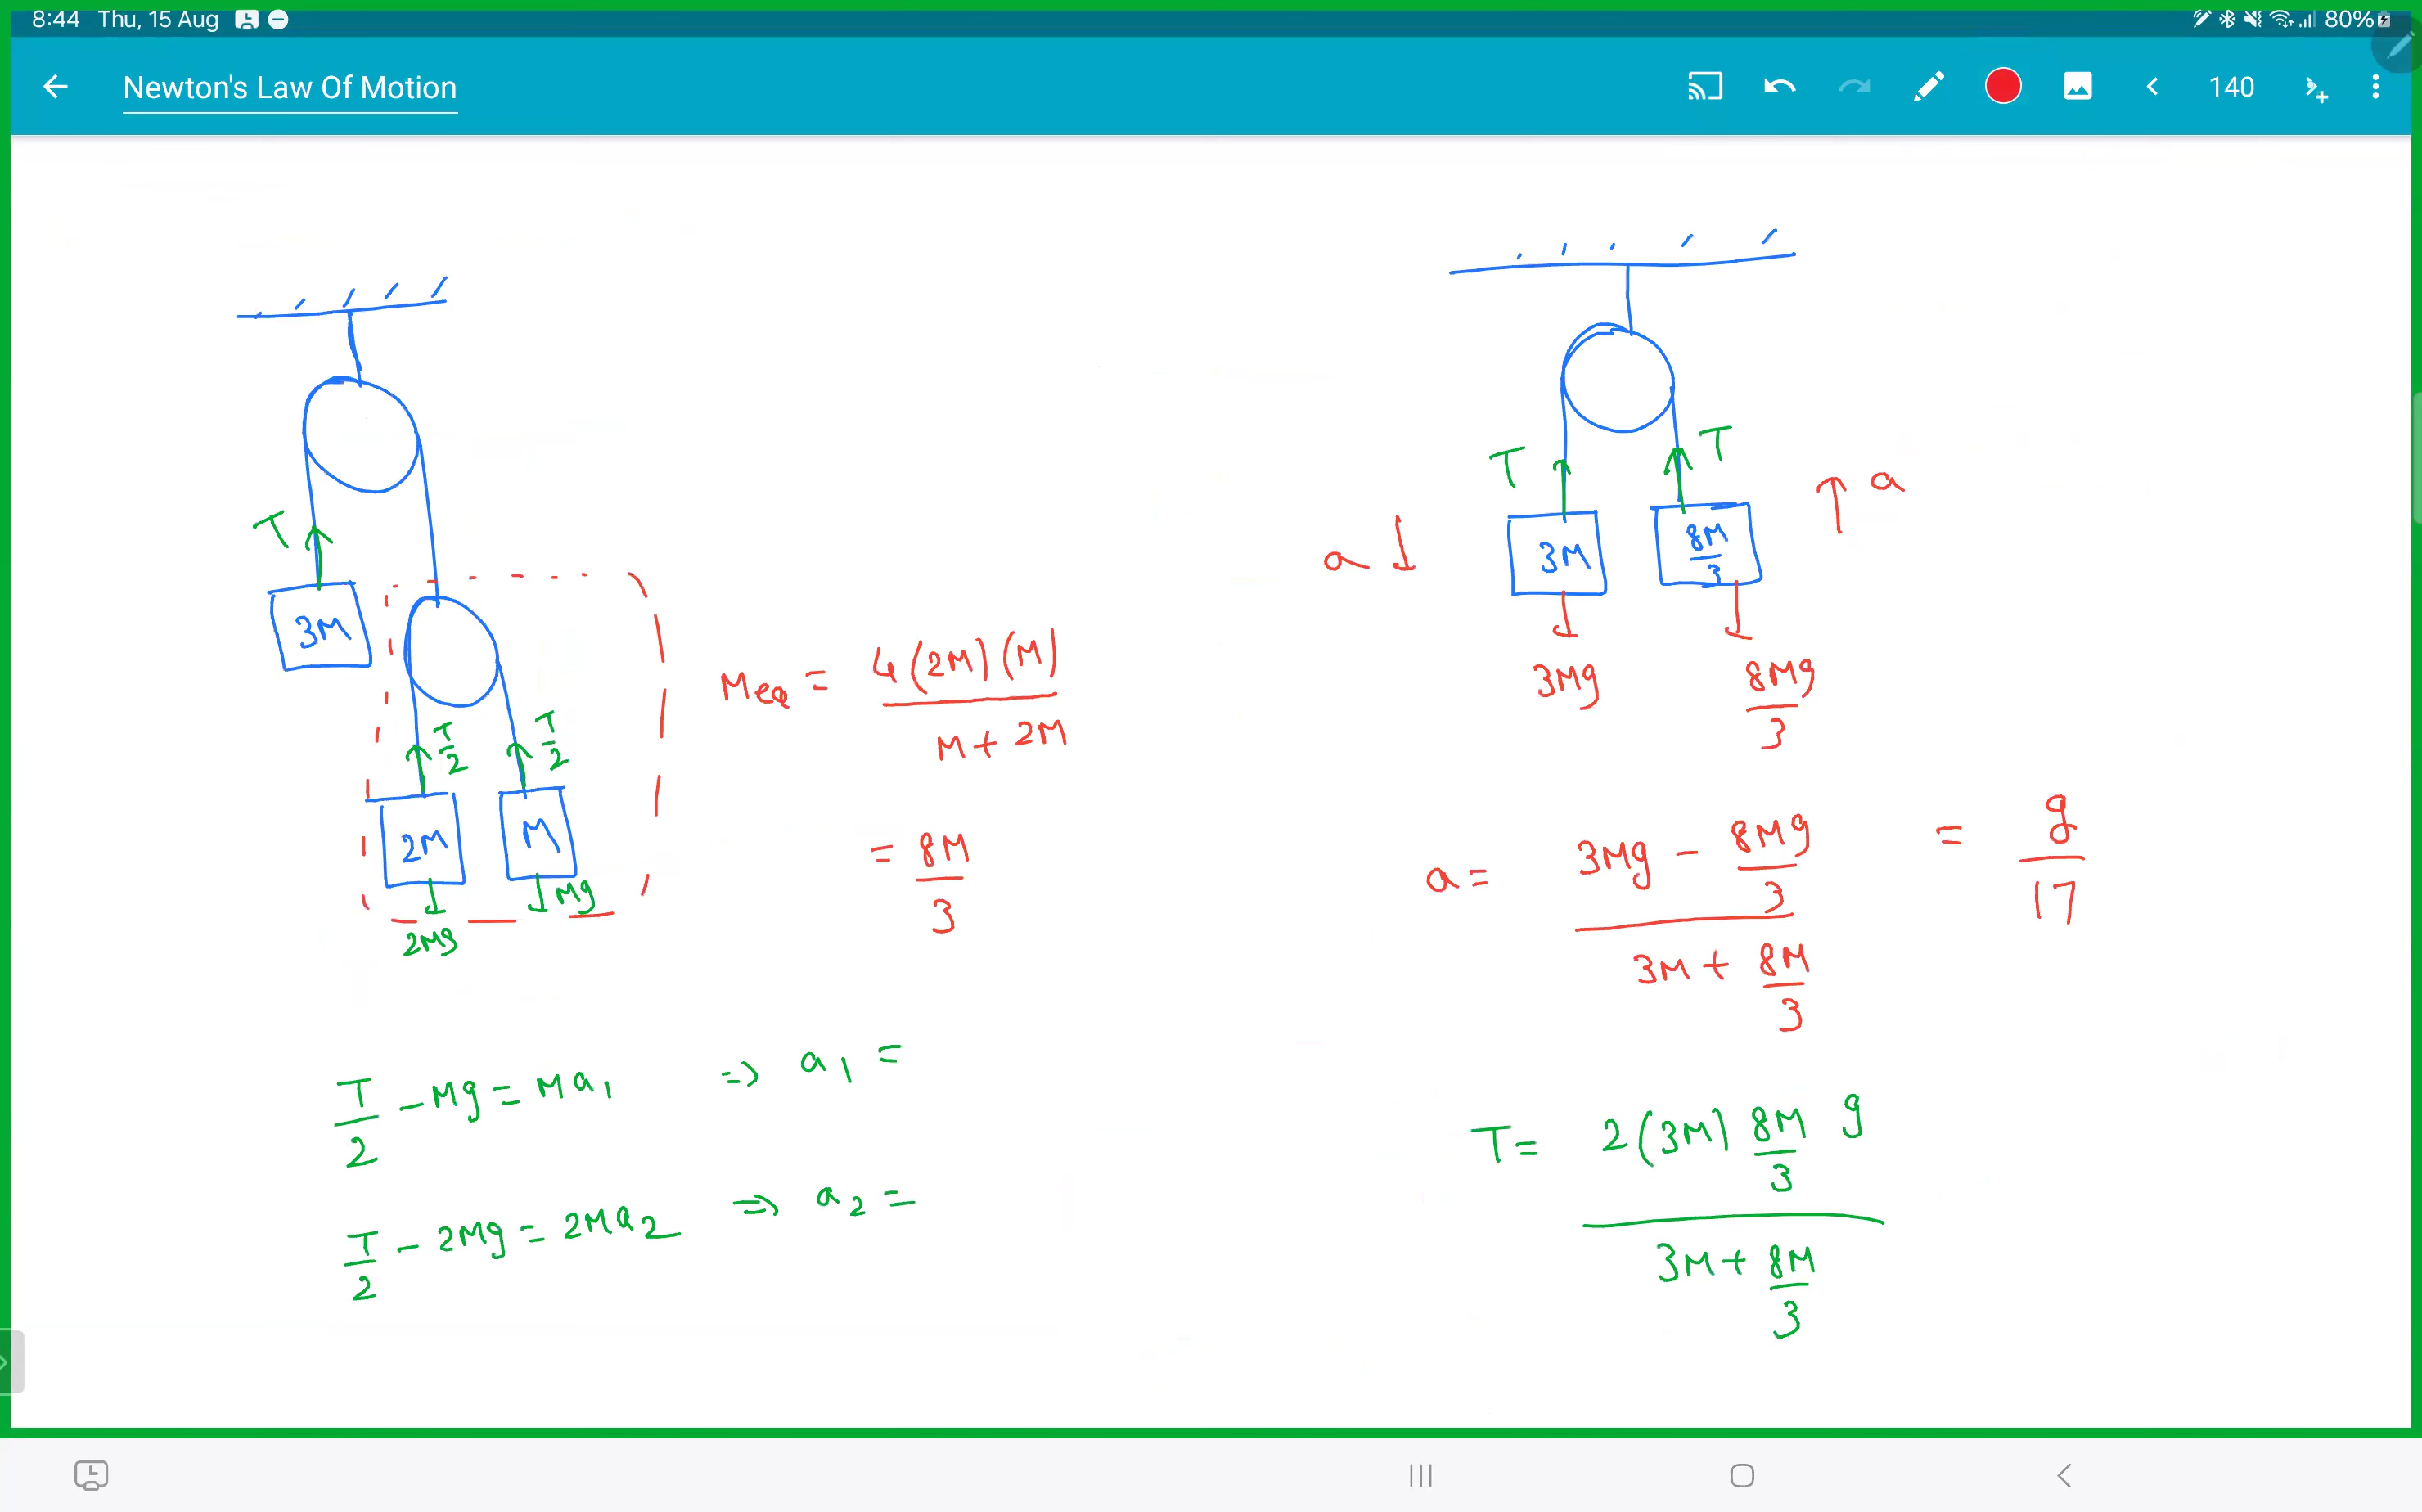 8:44 Thu, 15 Aug
80%
Newton's Law Of Motion
140
T
3M
T/2
T/2
2M
M
2Mg
Mg
Meq = 4(2M)(M) / M + 2M
= 8M/3
T/2 - Mg = Ma1 => a1 =
T/2 - 2Mg = 2Ma2 => a2 =
T
T
a
a
3M
8M/3
3Mg
8Mg/3
a = 3Mg - 8Mg/3 / 3M + 8M/3 = g/17
T = 2(3M) 8M/3 g / 3M + 8M/3